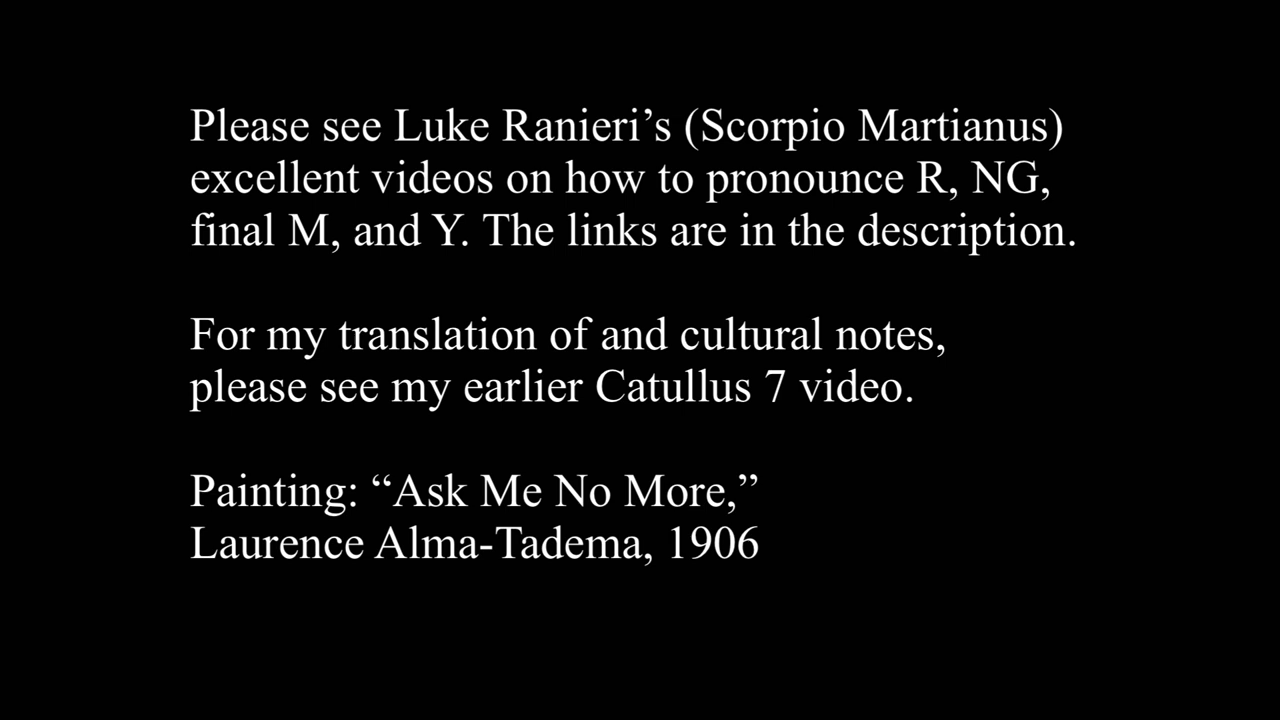 Please see Luke Ranieri’s (Scorpio Martianus)
excellent videos on how to pronounce R, NG,
final M, and Y. The links are in the description.
For my translation of and cultural notes,
please see my earlier Catullus 7 video.
Painting: “Ask Me No More,”
Laurence Alma-Tadema, 1906